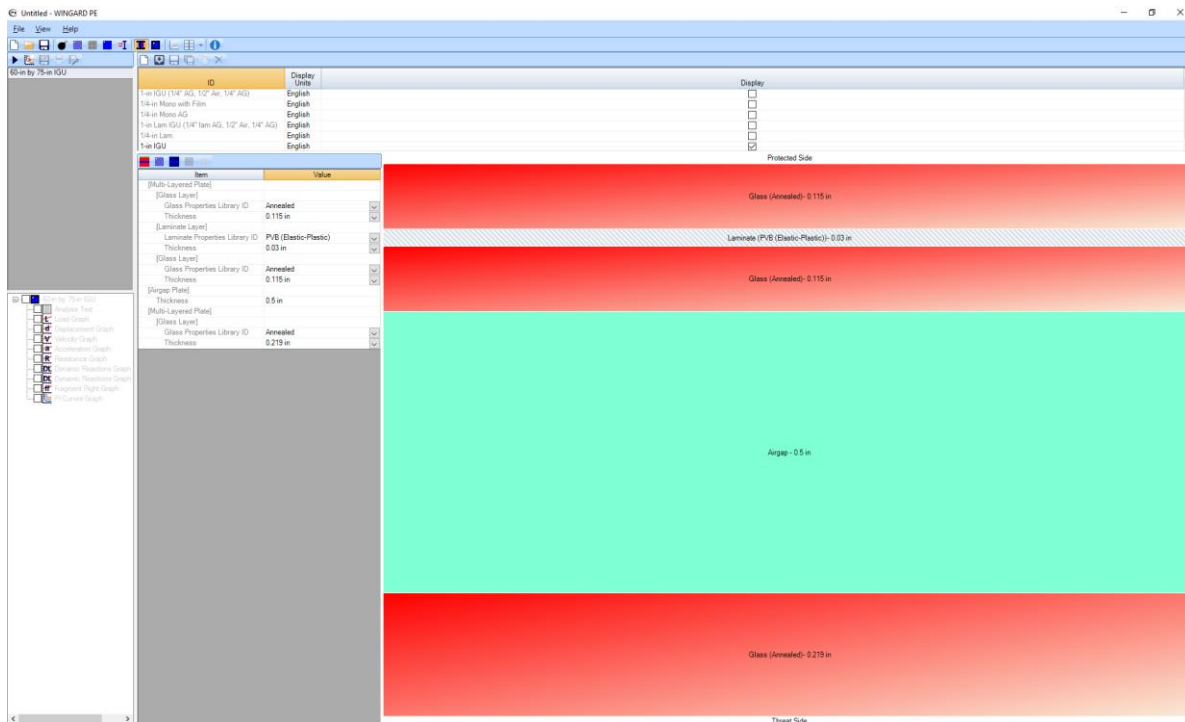 Untitled - WINGARD PE
File View Help
60-in by 75-in IGU
ID Display Units Display
1-in IGU (1/4" AG, 1/2" Air, 1/4" AG) English
1/4-in Mono with Film English
1/4-in Mono AG English
1-in Lam IGU (1/4" lam AG, 1/2" Air, 1/4" AG) English
1/4-in Lam English
1-in IGU English
Item Value
[Multi-Layered Plate]
[Glass Layer]
Glass Properties Library ID Annealed
Thickness 0.115 in
[Laminate Layer]
Laminate Properties Library ID PVB (Elastic-Plastic)
Thickness 0.03 in
[Glass Layer]
Glass Properties Library ID Annealed
Thickness 0.115 in
[Airgap Plate]
Thickness 0.5 in
[Multi-Layered Plate]
[Glass Layer]
Glass Properties Library ID Annealed
Thickness 0.219 in
Protected Side
Glass (Annealed)- 0.115 in
Laminate (PVB (Elastic-Plastic))- 0.03 in
Glass (Annealed)- 0.115 in
Airgap - 0.5 in
Glass (Annealed)- 0.219 in
Threat Side
60-in by 75-in IGU
Analysis Text
Load Graph
Displacement Graph
Velocity Graph
Acceleration Graph
Resistance Graph
Dynamic Reactions Graph
Dynamic Reactions Graph
Fragment Flight Graph
PI Curves Graph